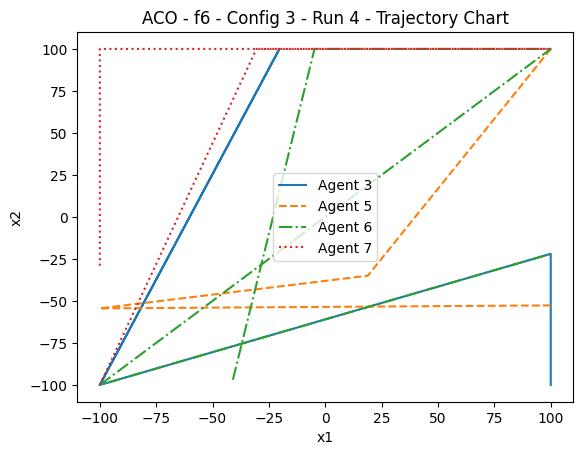 ACO - f6 - Config 3 - Run 4 - Trajectory Chart
100
75
50
25
0
−25
−50
−75
−100
x2
Agent 3
Agent 5
Agent 6
Agent 7
−100 −75 −50 −25 0 25 50 75 100
x1